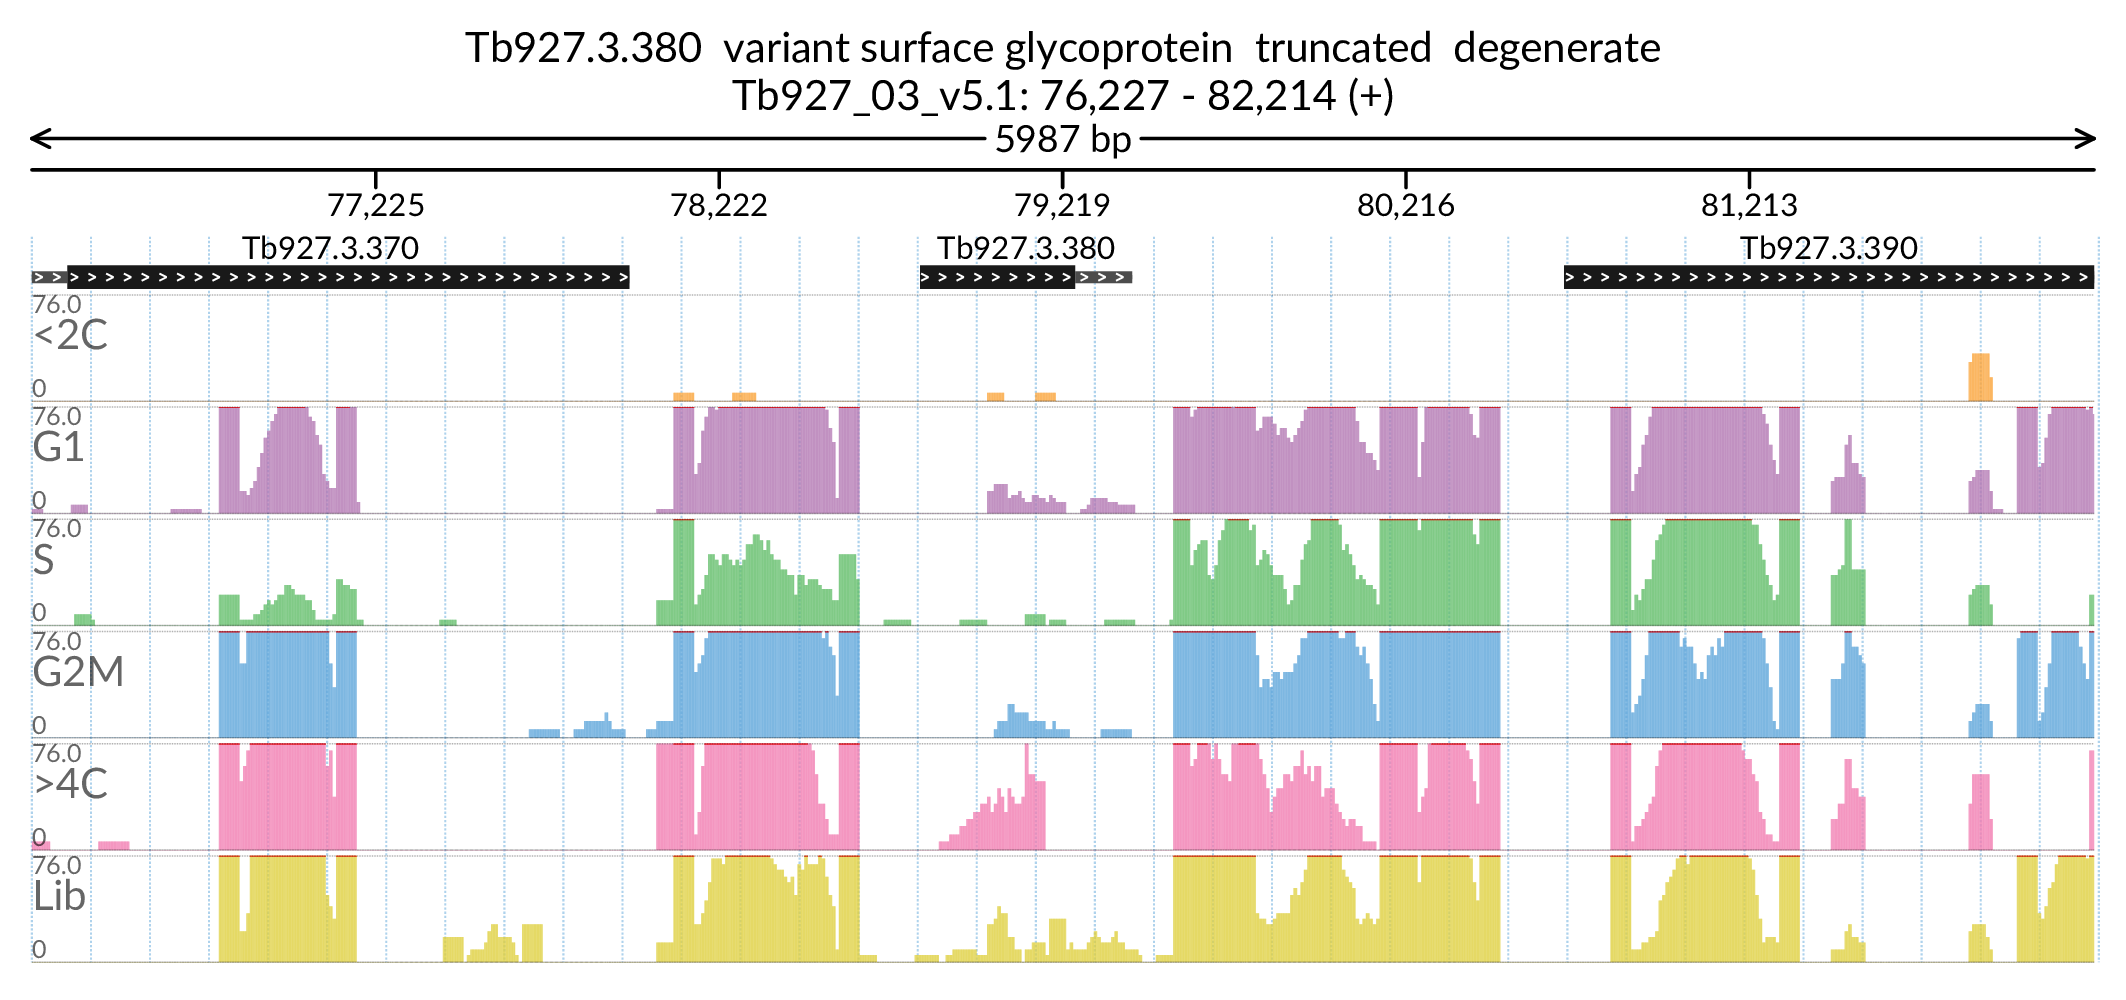 Tb927.3.380 variant surface glycoprotein truncated degenerate
Tb927_03_v5.1: 76,227 - 82,214 (+)
5987 bp
77,225 78,222 79,219 80,216 81,213
Tb927.3.370 Tb927.3.380 Tb927.3.390
76.0
<2C
0
76.0
G1
0
76.0
S
0
76.0
G2M
0
76.0
>4C
0
76.0
Lib
0